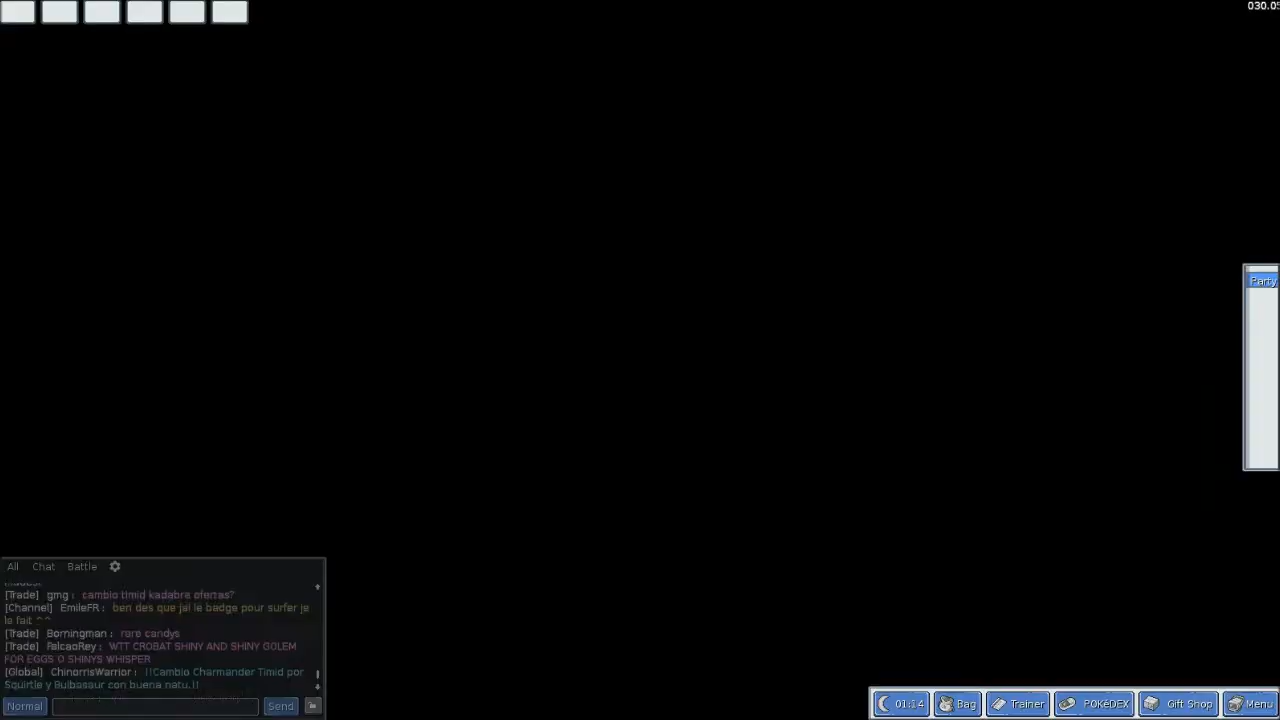 030.05
Party
All Chat Battle
[Trade] gmg : cambio timid kadabra ofertas?
[Channel] EmileFR : ben des que jai le badge pour surfer je
le fait ^^
[Trade] Borningman : rare candys
[Trade] FalcaoRey : WTT CROBAT SHINY AND SHINY GOLEM
FOR EGGS O SHINYS WHISPER
[Global] ChinorrisWarrior : !!Cambio Charmander Timid por
Squirtle y Bulbasaur con buena natu.!!
Normal Send
01:14 Bag Trainer POKéDEX Gift Shop Menu